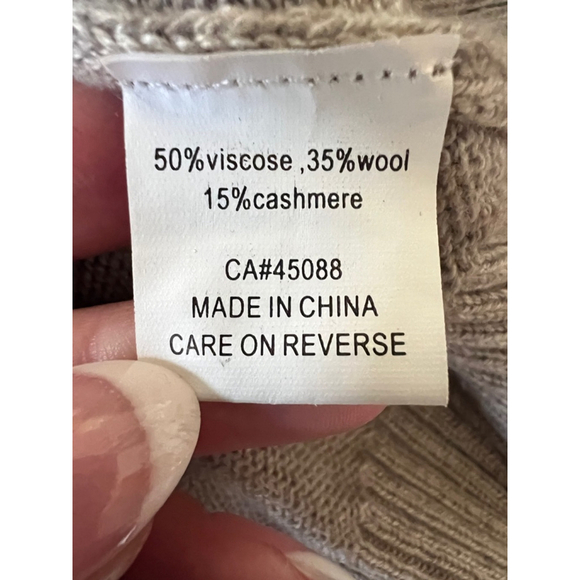 50%viscose ,35%wool
15%cashmere
CA#45088
MADE IN CHINA
CARE ON REVERSE